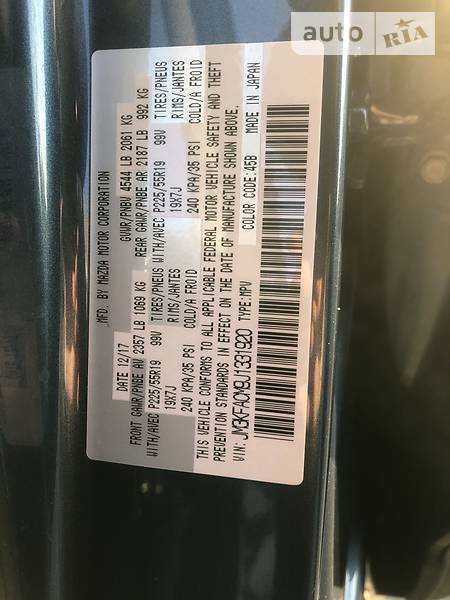 auto RIA
MFD. BY MAZDA MOTOR CORPORATION
DATE 12/17 GVWR/PNBV 4544 LB 2061 KG
FRONT GAWR/PNBE AV 2357 LB 1069 KG REAR GAWR/PNBE AR 2187 LB 992 KG
WITH/AVEC P225/55R19 99V TIRES/PNEUS WITH/AVEC P225/55R19 99V TIRES/PNEUS
19X7J RIMS/JANTES 19X7J RIMS/JANTES
240 KPA/35 PSI COLD/A FROID 240 KPA/35 PSI COLD/A FROID
THIS VEHICLE CONFORMS TO ALL APPLICABLE FEDERAL MOTOR VEHICLE SAFETY AND THEFT
PREVENTION STANDARDS IN EFFECT ON THE DATE OF MANUFACTURE SHOWN ABOVE.
VIN: JM3KFACM9J1331920 TYPE:MPV COLOR CODE:45B MADE IN JAPAN